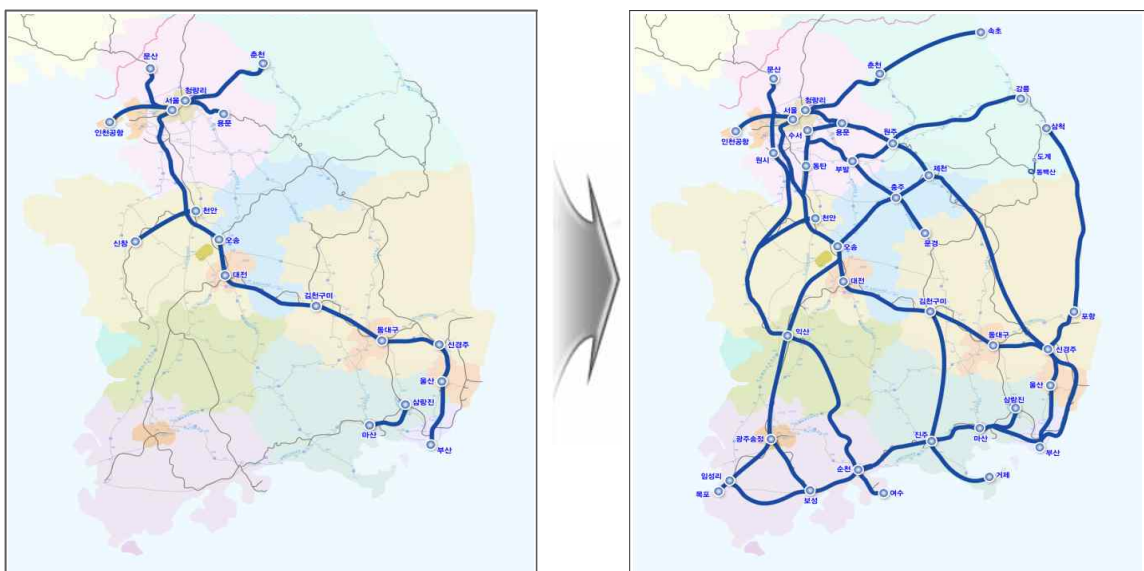 문산
춘천
청량리
서울
인천공항
용문
천안
신창
오송
대전
김천구미
동대구
신경주
울산
삼랑진
마산
부산
속초
춘천
문산
강릉
청량리
서울
삼척
수서
용문
원주
인천공항
원시
동탄
부발
도계
제천
동백산
충주
천안
오송
문경
대전
김천구미
포항
익산
동대구
신경주
울산
삼랑진
광주송정
진주
마산
부산
순천
임성리
거제
목포
보성
여수